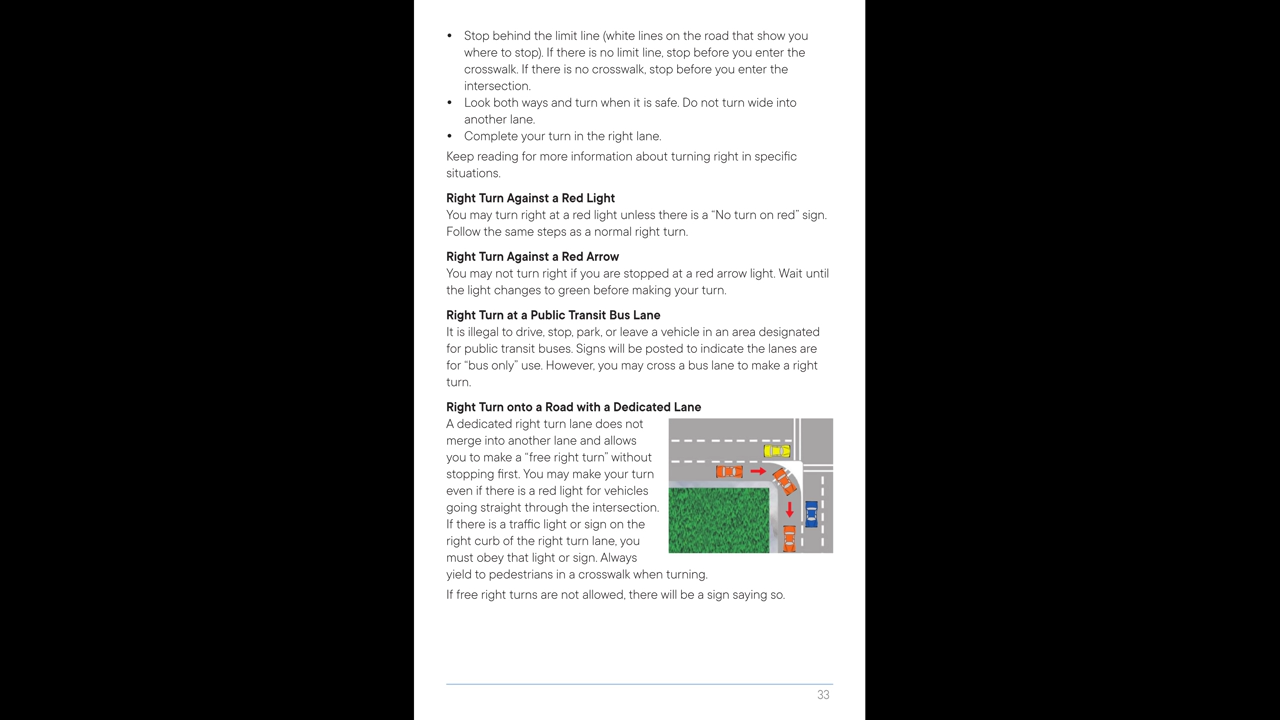 • Stop behind the limit line (white lines on the road that show you
where to stop). If there is no limit line, stop before you enter the
crosswalk. If there is no crosswalk, stop before you enter the
intersection.
• Look both ways and turn when it is safe. Do not turn wide into
another lane.
• Complete your turn in the right lane.
Keep reading for more information about turning right in specific
situations.
Right Turn Against a Red Light
You may turn right at a red light unless there is a “No turn on red” sign.
Follow the same steps as a normal right turn.
Right Turn Against a Red Arrow
You may not turn right if you are stopped at a red arrow light. Wait until
the light changes to green before making your turn.
Right Turn at a Public Transit Bus Lane
It is illegal to drive, stop, park, or leave a vehicle in an area designated
for public transit buses. Signs will be posted to indicate the lanes are
for “bus only” use. However, you may cross a bus lane to make a right
turn.
Right Turn onto a Road with a Dedicated Lane
A dedicated right turn lane does not
merge into another lane and allows
you to make a “free right turn” without
stopping first. You may make your turn
even if there is a red light for vehicles
going straight through the intersection.
If there is a traffic light or sign on the
right curb of the right turn lane, you
must obey that light or sign. Always
yield to pedestrians in a crosswalk when turning.
If free right turns are not allowed, there will be a sign saying so.
33